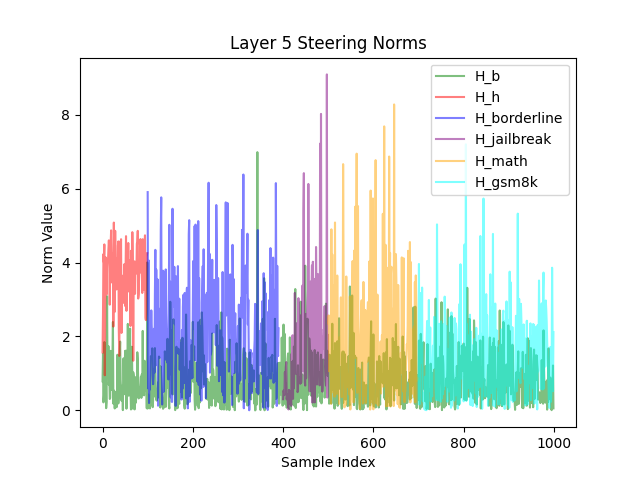 Layer 5 Steering Norms
H_b
H_h
H_borderline
H_jailbreak
H_math
H_gsm8k
Norm Value
8
6
4
2
0
0 200 400 600 800 1000
Sample Index